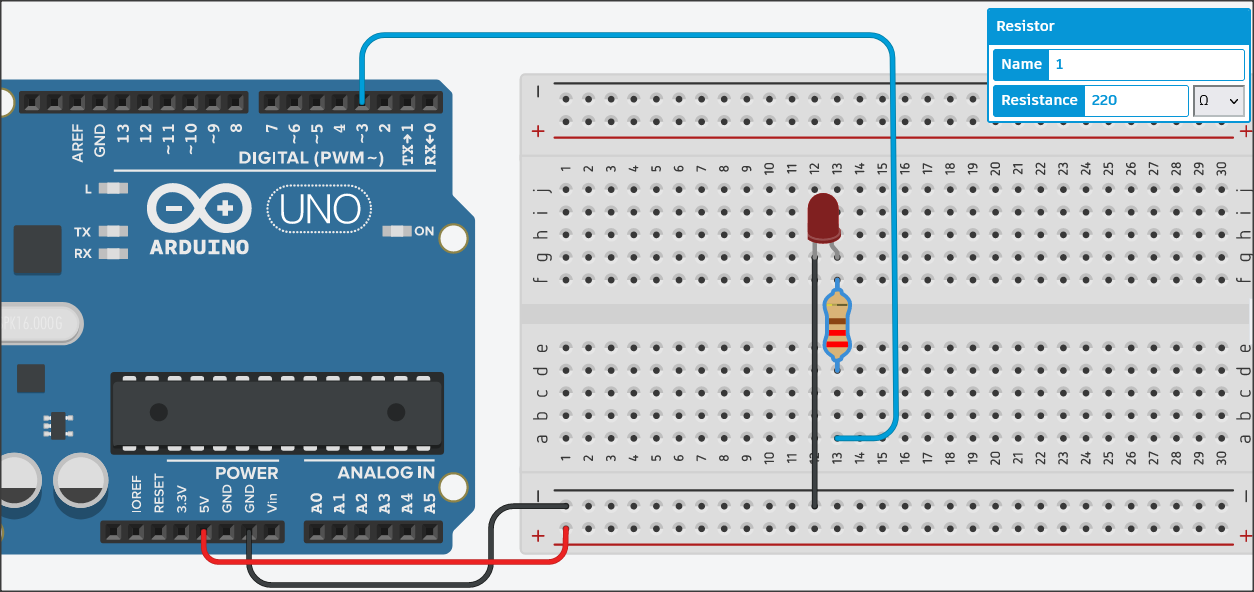 Resistor
Name 1
Resistance 220 Ω
AREF GND 13 12 ~11 ~10 ~9 8 7 ~6 ~5 4 ~3 2 TX→1 RX←0
DIGITAL (PWM~)
L
TX
RX
UNO
ON
ARDUINO
PK16.000G
POWER
ANALOG IN
IOREF RESET 3.3V 5V GND GND Vin A0 A1 A2 A3 A4 A5
−
+ +
1 2 3 4 5 6 7 8 9 10 11 12 13 14 15 16 17 18 19 20 21 22 23 24 25 26 27 28 29 30
j j
i i
h h
g g
f f
e e
d d
c c
b b
a a
1 2 3 4 5 6 7 8 9 10 11 12 13 14 15 16 17 18 19 20 21 22 23 24 25 26 27 28 29 30
− −
+ +